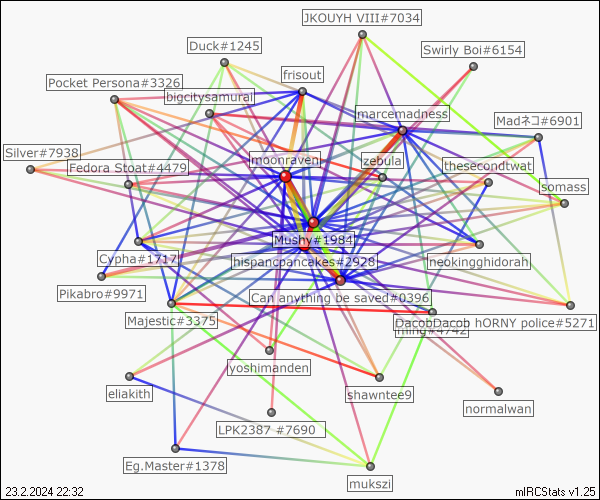 JKOUYH VIII#7034
Duck#1245
Swirly Boi#6154
Pocket Persona#3326
frisout
bigcitysamurai
marcemadness
Madネコ#6901
Silver#7938
Fedora Stoat#4479
moonraven
zebula
thesecondtwat
somass
Mushy#1984
Cypha#1717
hispancpancakes#2928
neokingghidorah
Pikabro#9971
Can anything be saved#0396
Majestic#3375
DacobDacob hORNY police#5271
ming#4742
yoshimanden
eliakith
shawntee9
normalwan
LPK2387 #7690
Eg.Master#1378
mukszi
23.2.2024 22:32
mIRCStats v1.25